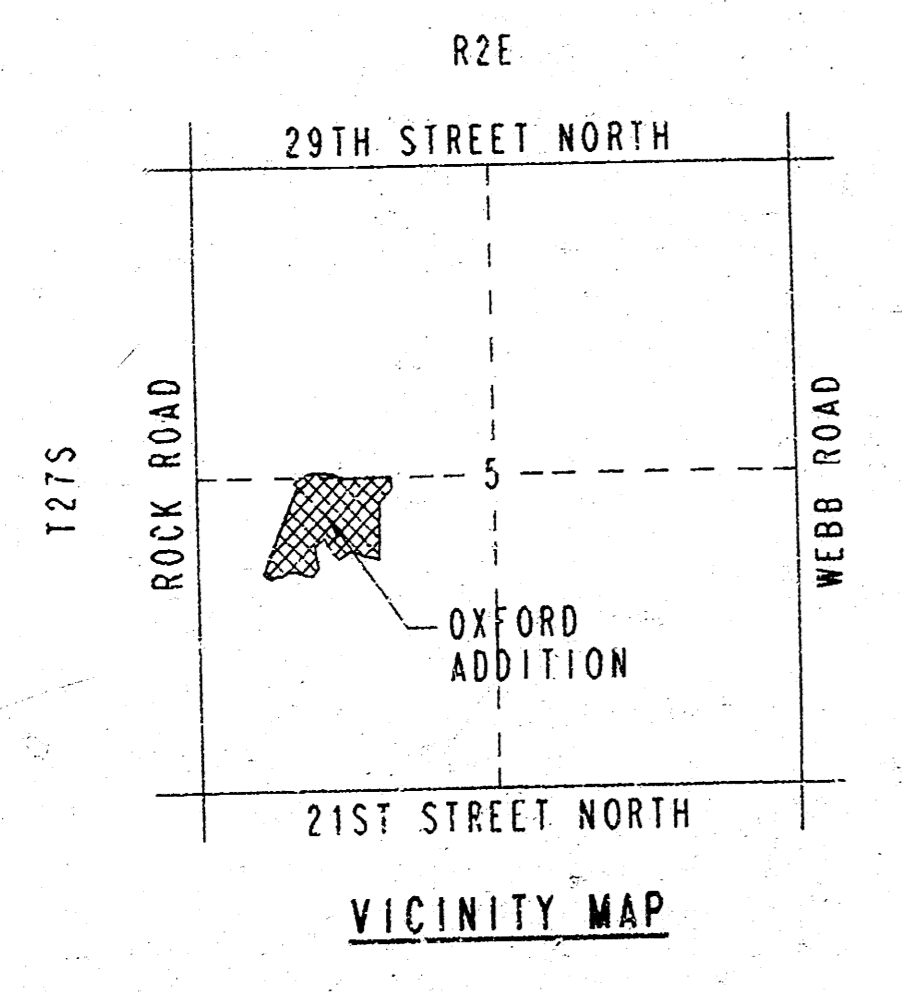 R2E
29TH STREET NORTH
T27S
ROCK ROAD
WEBB ROAD
5
OXFORD
ADDITION
21ST STREET NORTH
VICINITY MAP